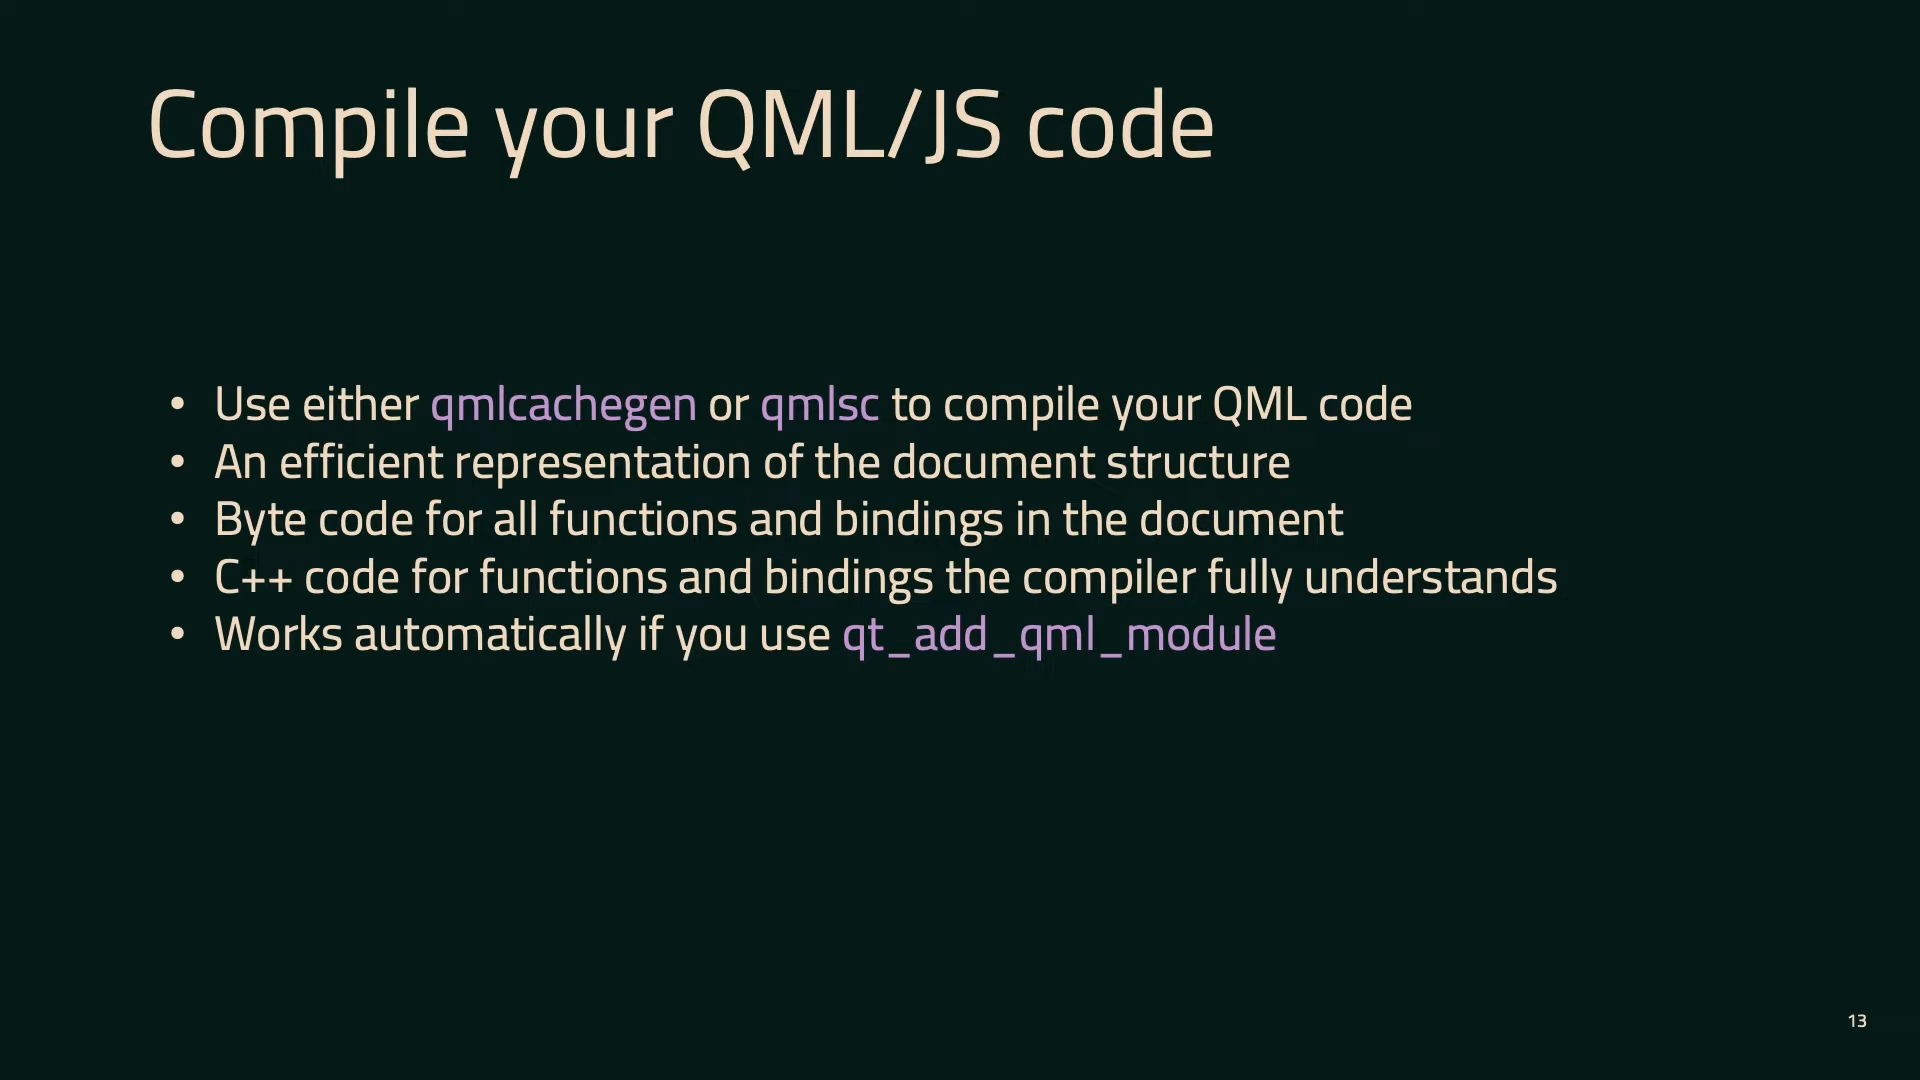 Compile your QML/JS code
• Use either qmlcachegen or qmlsc to compile your QML code
• An efficient representation of the document structure
• Byte code for all functions and bindings in the document
• C++ code for functions and bindings the compiler fully understands
• Works automatically if you use qt_add_qml_module
13